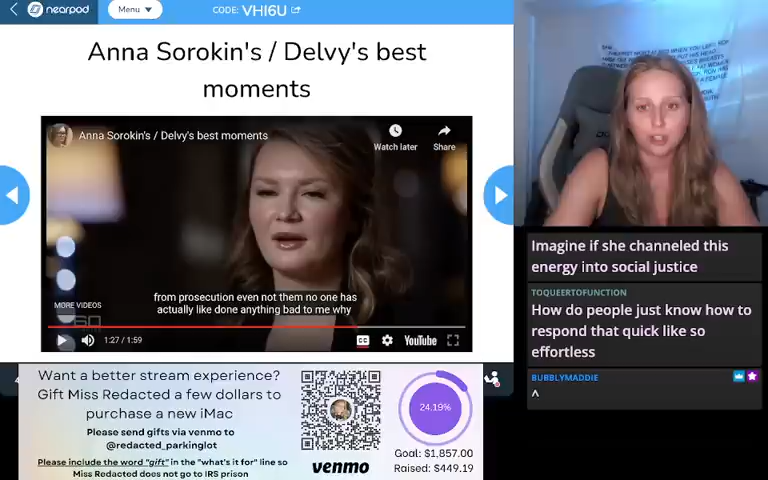 nearpod
Menu ▼
CODE: VHI6U
Anna Sorokin's / Delvy's best
moments
Anna Sorokin's / Delvy's best moments
Watch later
Share
MORE VIDEOS
from prosecution even not them no one has
actually like done anything bad to me why
1:27 / 1:59
CC
YouTube
Imagine if she channeled this
energy into social justice
TOQUEERTOFUNCTION
How do people just know how to
respond that quick like so
effortless
BUBBLYMADDIE
^
Want a better stream experience?
Gift Miss Redacted a few dollars to
purchase a new iMac
Please send gifts via venmo to
@redacted_parkinglot
Please include the word "gift" in the "what's it for" line so
Miss Redacted does not go to IRS prison
venmo
24.19%
Goal: $1,857.00
Raised: $449.19